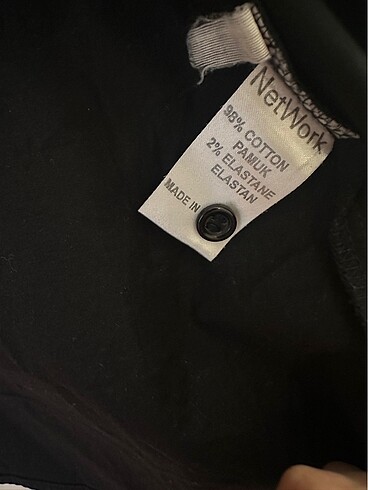 NetWork
98% COTTON
PAMUK
2% ELASTANE
ELASTAN
MADE IN